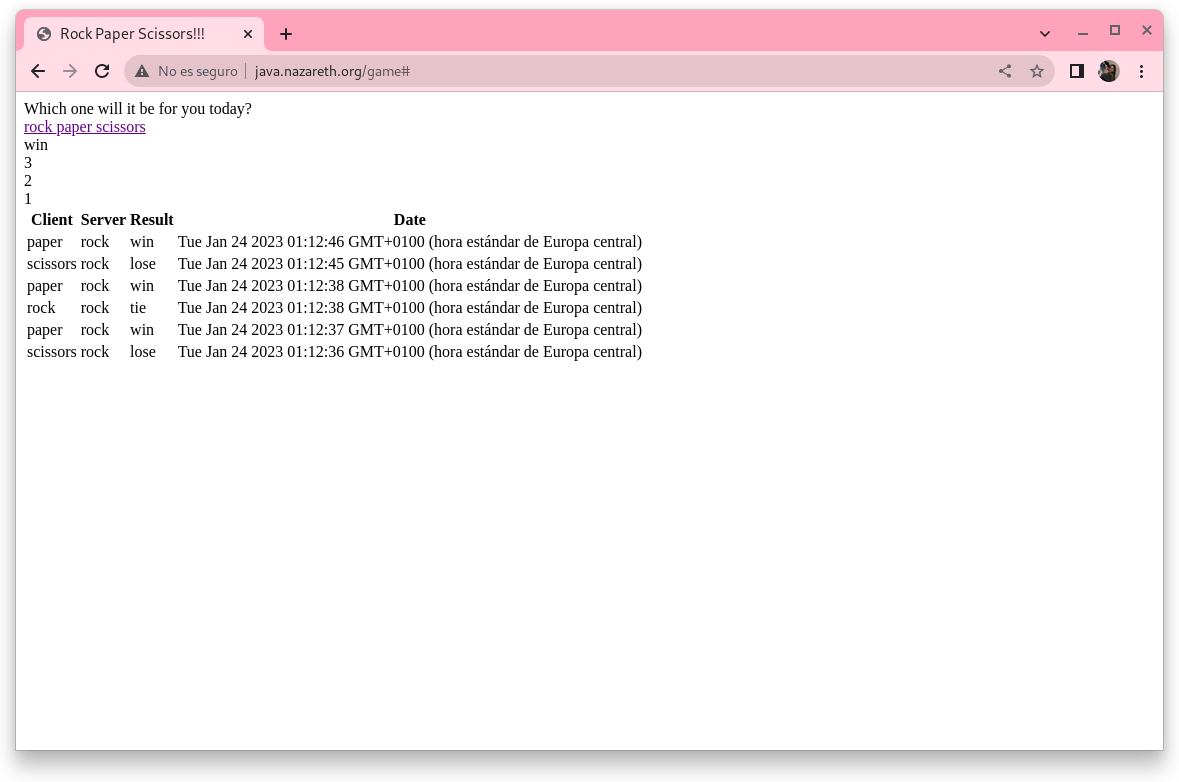 Rock Paper Scissors!!!
No es seguro java.nazareth.org/game#
Which one will it be for you today?
rock paper scissors
win
3
2
1
Client Server Result Date
paper rock win Tue Jan 24 2023 01:12:46 GMT+0100 (hora estándar de Europa central)
scissors rock lose Tue Jan 24 2023 01:12:45 GMT+0100 (hora estándar de Europa central)
paper rock win Tue Jan 24 2023 01:12:38 GMT+0100 (hora estándar de Europa central)
rock rock tie Tue Jan 24 2023 01:12:38 GMT+0100 (hora estándar de Europa central)
paper rock win Tue Jan 24 2023 01:12:37 GMT+0100 (hora estándar de Europa central)
scissors rock lose Tue Jan 24 2023 01:12:36 GMT+0100 (hora estándar de Europa central)